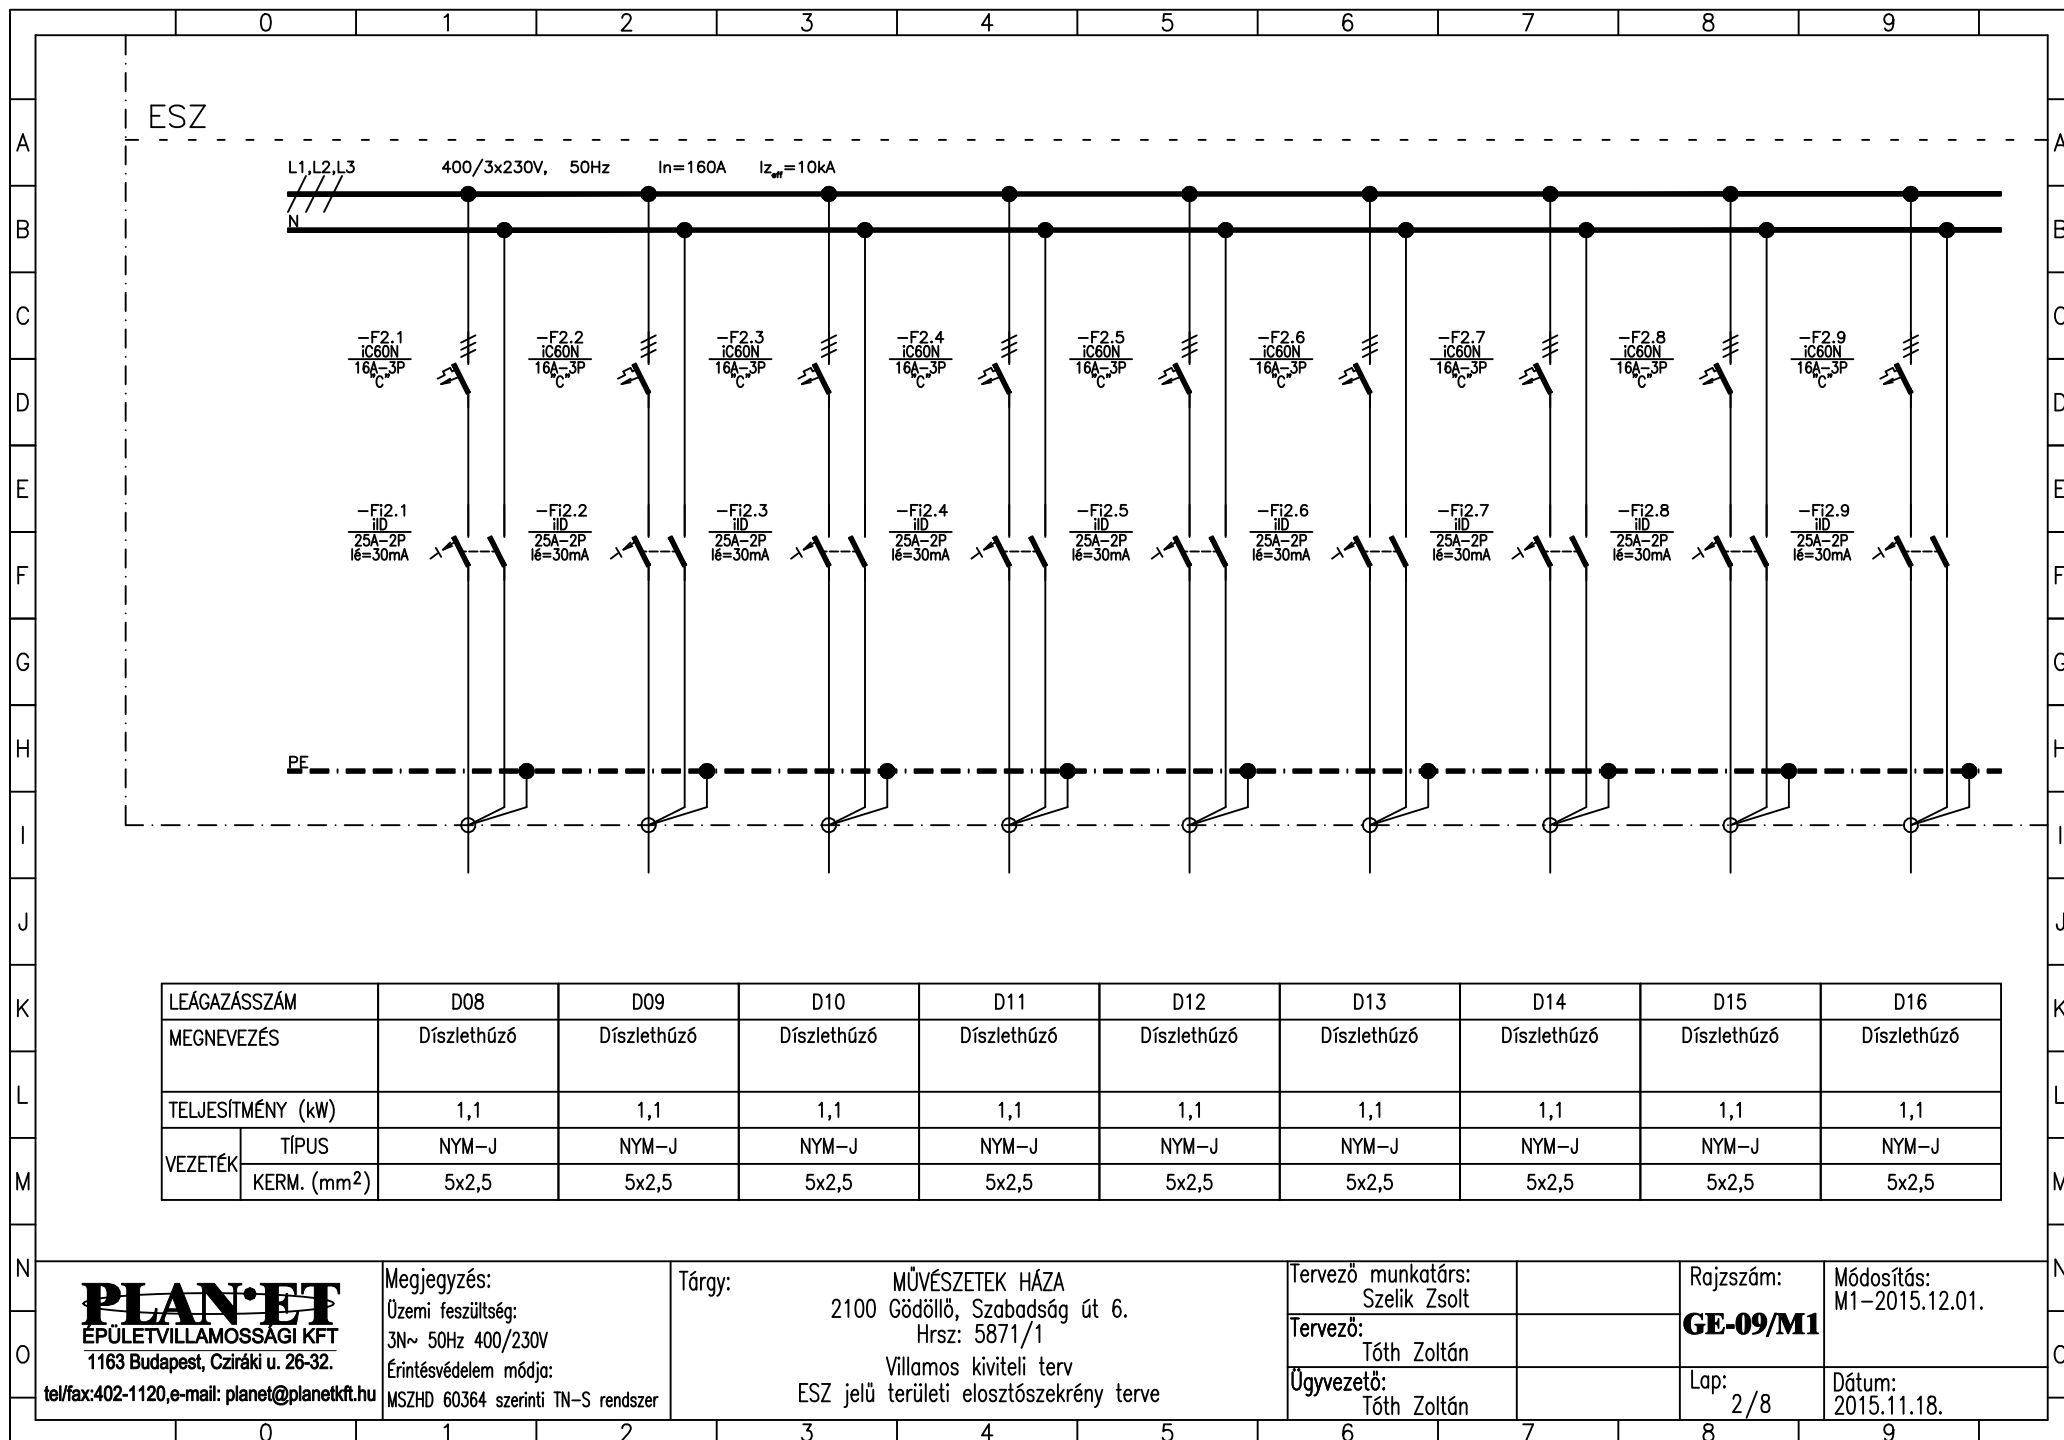 0 1 2 3 4 5 6 7 8 9
A A
B B
C C
D D
E E
F F
G G
H H
I I
J J
K K
L L
M M
N N
O O
ESZ
L1,L2,L3 400/3x230V, 50Hz In=160A Iz eff=10kA
N
-F2.1 -F2.2 -F2.3 -F2.4 -F2.5 -F2.6 -F2.7 -F2.8 -F2.9
iC60N iC60N iC60N iC60N iC60N iC60N iC60N iC60N iC60N
16A-3P 16A-3P 16A-3P 16A-3P 16A-3P 16A-3P 16A-3P 16A-3P 16A-3P
"C" "C" "C" "C" "C" "C" "C" "C" "C"
-Fi2.1 -Fi2.2 -Fi2.3 -Fi2.4 -Fi2.5 -Fi2.6 -Fi2.7 -Fi2.8 -Fi2.9
iID iID iID iID iID iID iID iID iID
25A-2P 25A-2P 25A-2P 25A-2P 25A-2P 25A-2P 25A-2P 25A-2P 25A-2P
Ié=30mA Ié=30mA Ié=30mA Ié=30mA Ié=30mA Ié=30mA Ié=30mA Ié=30mA Ié=30mA
PE
LEÁGAZÁSSZÁM D08 D09 D10 D11 D12 D13 D14 D15 D16
MEGNEVEZÉS Díszlethúzó Díszlethúzó Díszlethúzó Díszlethúzó Díszlethúzó Díszlethúzó Díszlethúzó Díszlethúzó Díszlethúzó
TELJESÍTMÉNY (kW) 1,1 1,1 1,1 1,1 1,1 1,1 1,1 1,1 1,1
VEZETÉK
TÍPUS NYM-J NYM-J NYM-J NYM-J NYM-J NYM-J NYM-J NYM-J NYM-J
KERM. (mm²) 5x2,5 5x2,5 5x2,5 5x2,5 5x2,5 5x2,5 5x2,5 5x2,5 5x2,5
PLAN•ET
ÉPÜLETVILLAMOSSÁGI KFT
1163 Budapest, Cziráki u. 26-32.
tel/fax:402-1120,e-mail: planet@planetkft.hu
Megjegyzés:
Üzemi feszültség:
3N~ 50Hz 400/230V
Érintésvédelem módja:
MSZHD 60364 szerinti TN-S rendszer
Tárgy: MŰVÉSZETEK HÁZA
2100 Gödöllő, Szabadság út 6.
Hrsz: 5871/1
Villamos kiviteli terv
ESZ jelű területi elosztószekrény terve
Tervező munkatárs:
Szelik Zsolt
Tervező:
Tóth Zoltán
Ügyvezető:
Tóth Zoltán
Rajzszám:
GE-09/M1
Lap:
2/8
Módosítás:
M1-2015.12.01.
Dátum:
2015.11.18.
0 1 2 3 4 5 6 7 8 9